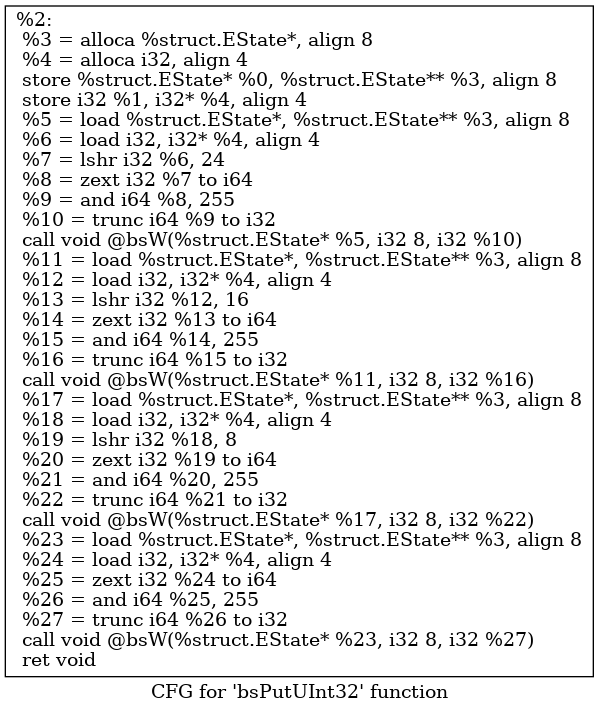 %2:
%3 = alloca %struct.EState*, align 8
%4 = alloca i32, align 4
store %struct.EState* %0, %struct.EState** %3, align 8
store i32 %1, i32* %4, align 4
%5 = load %struct.EState*, %struct.EState** %3, align 8
%6 = load i32, i32* %4, align 4
%7 = lshr i32 %6, 24
%8 = zext i32 %7 to i64
%9 = and i64 %8, 255
%10 = trunc i64 %9 to i32
call void @bsW(%struct.EState* %5, i32 8, i32 %10)
%11 = load %struct.EState*, %struct.EState** %3, align 8
%12 = load i32, i32* %4, align 4
%13 = lshr i32 %12, 16
%14 = zext i32 %13 to i64
%15 = and i64 %14, 255
%16 = trunc i64 %15 to i32
call void @bsW(%struct.EState* %11, i32 8, i32 %16)
%17 = load %struct.EState*, %struct.EState** %3, align 8
%18 = load i32, i32* %4, align 4
%19 = lshr i32 %18, 8
%20 = zext i32 %19 to i64
%21 = and i64 %20, 255
%22 = trunc i64 %21 to i32
call void @bsW(%struct.EState* %17, i32 8, i32 %22)
%23 = load %struct.EState*, %struct.EState** %3, align 8
%24 = load i32, i32* %4, align 4
%25 = zext i32 %24 to i64
%26 = and i64 %25, 255
%27 = trunc i64 %26 to i32
call void @bsW(%struct.EState* %23, i32 8, i32 %27)
ret void
CFG for 'bsPutUInt32' function